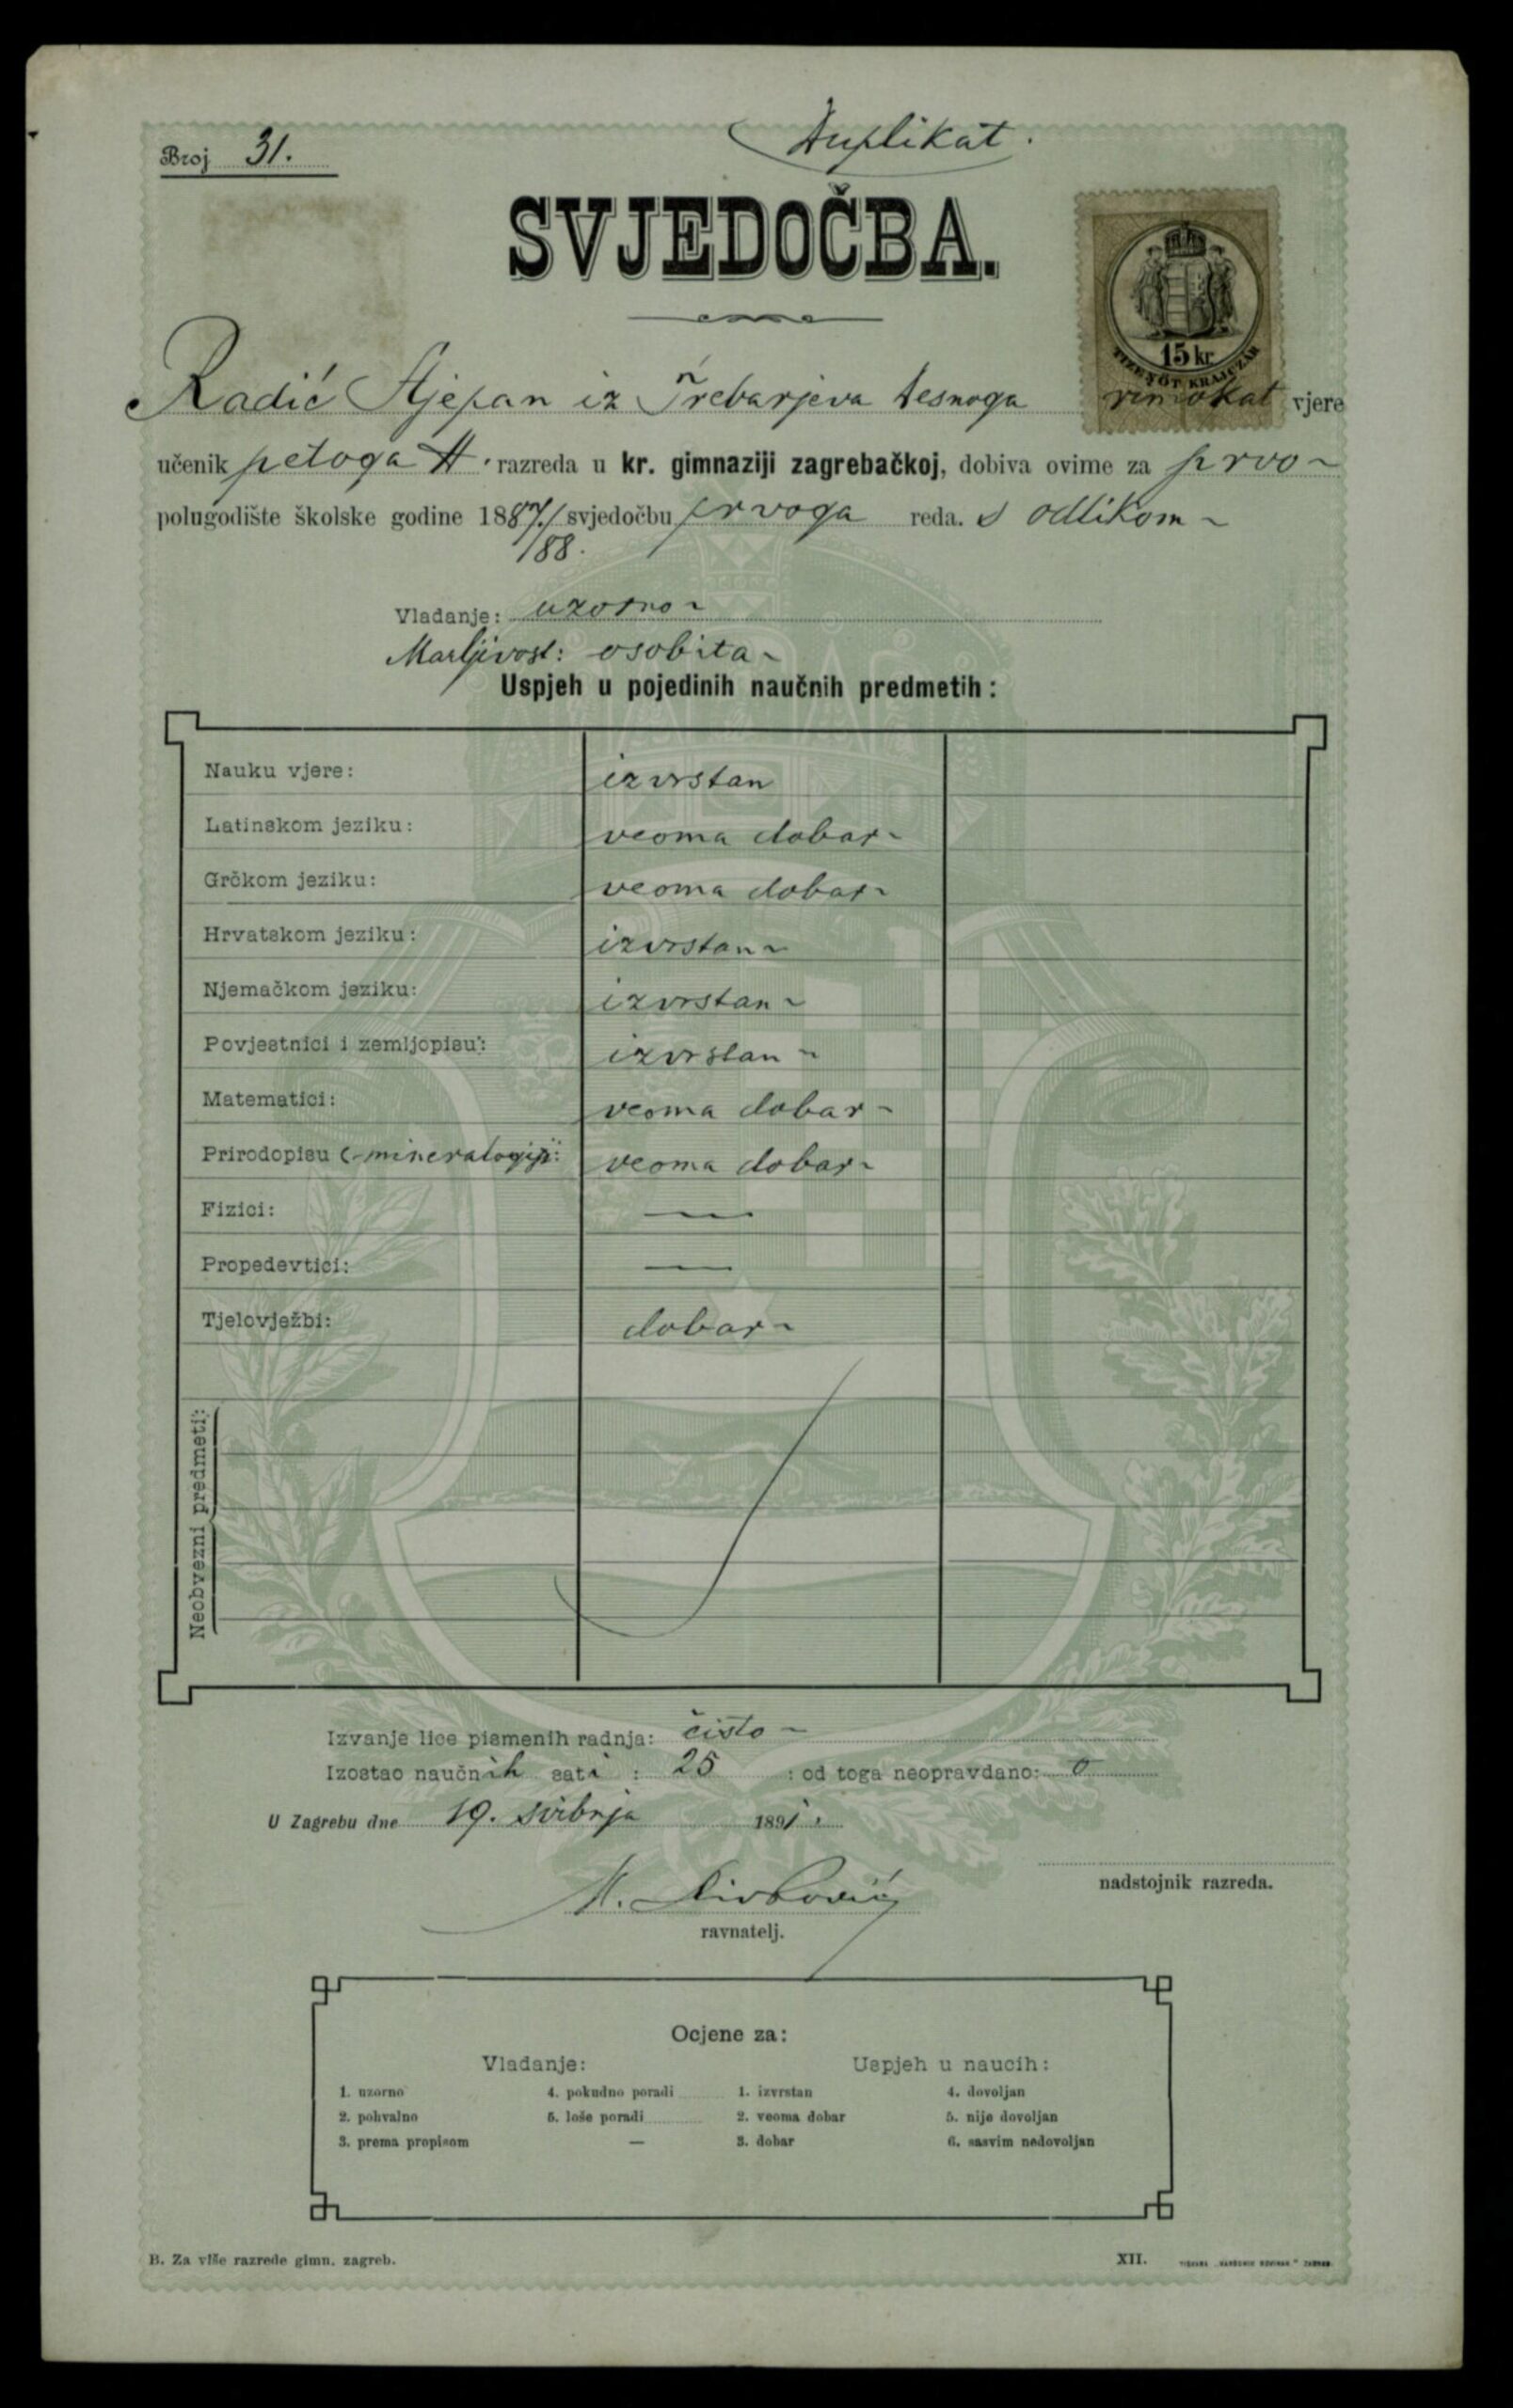 Broj 31.
Duplikat.
SVJEDOČBA.
15 kr.
TIZENÖT KRAJCZÁR
Radić Stjepan iz Trebarjeva desnoga rimokat vjere
učenik petoga A. razreda u kr. gimnaziji zagrebačkoj, dobiva ovime za prvo
polugodište školske godine 1887./ svjedočbu prvoga reda. s odlikom
/88.
Vladanje: uzorno
Marljivost: osobita
Uspjeh u pojedinih naučnih predmetih:
Nauku vjere: izvrstan
Latinskom jeziku: veoma dobar
Grčkom jeziku: veoma dobar
Hrvatskom jeziku: izvrstan
Njemačkom jeziku: izvrstan
Povjestnici i zemljopisu: izvrstan
Matematici: veoma dobar
Prirodopisu (mineralogiji: veoma dobar
Fizici: —
Propedevtici: —
Tjelovježbi: dobar
Neobvezni predmeti:
Izvanje lice pismenih radnja: čisto
Izostao naučnih sati: 25 : od toga neopravdano: 0
U Zagrebu dne 19. svibnja 1891.
nadstojnik razreda.
ravnatelj.
Ocjene za:
Vladanje: Uspjeh u naucih:
1. uzorno 4. pokudno poradi 1. izvrstan 4. dovoljan
2. pohvalno 5. loše poradi 2. veoma dobar 5. nije dovoljan
3. prema propisom — 3. dobar 6. sasvim nedovoljan
B. Za više razrede gimn. zagreb. XII.